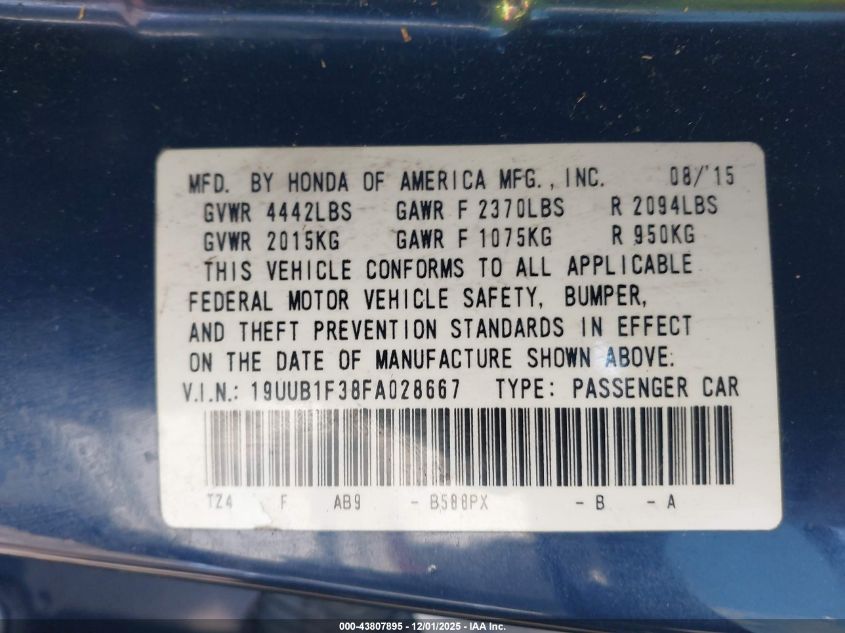 MFD. BY HONDA OF AMERICA MFG., INC. 08/'15
GVWR 4442LBS GAWR F 2370LBS R 2094LBS
GVWR 2015KG GAWR F 1075KG R 950KG
THIS VEHICLE CONFORMS TO ALL APPLICABLE
FEDERAL MOTOR VEHICLE SAFETY, BUMPER,
AND THEFT PREVENTION STANDARDS IN EFFECT
ON THE DATE OF MANUFACTURE SHOWN ABOVE.
V.I.N.: 19UUB1F38FA028667 TYPE: PASSENGER CAR
TZ4 F AB9 - B588PX - B - A
000-43807895 - 12/01/2025 - IAA Inc.